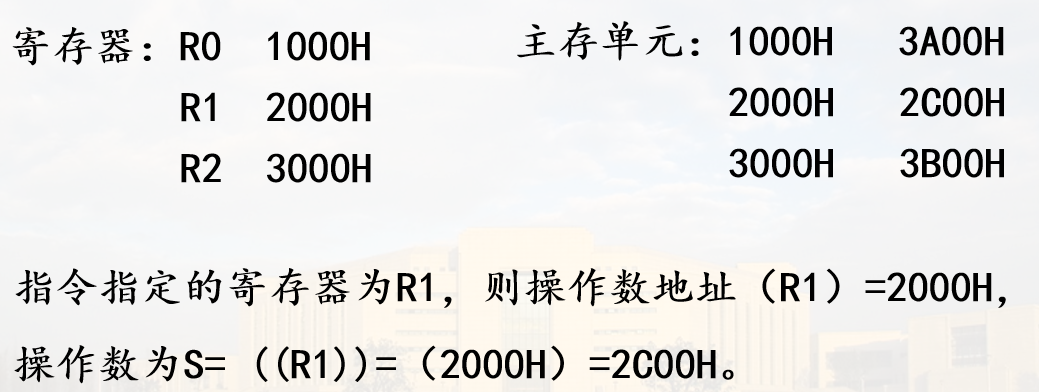 寄存器：R0 1000H 主存单元：1000H 3A00H
R1 2000H 2000H 2C00H
R2 3000H 3000H 3B00H
指令指定的寄存器为R1，则操作数地址（R1）=2000H，
操作数为S=（(R1)）=（2000H）=2C00H。